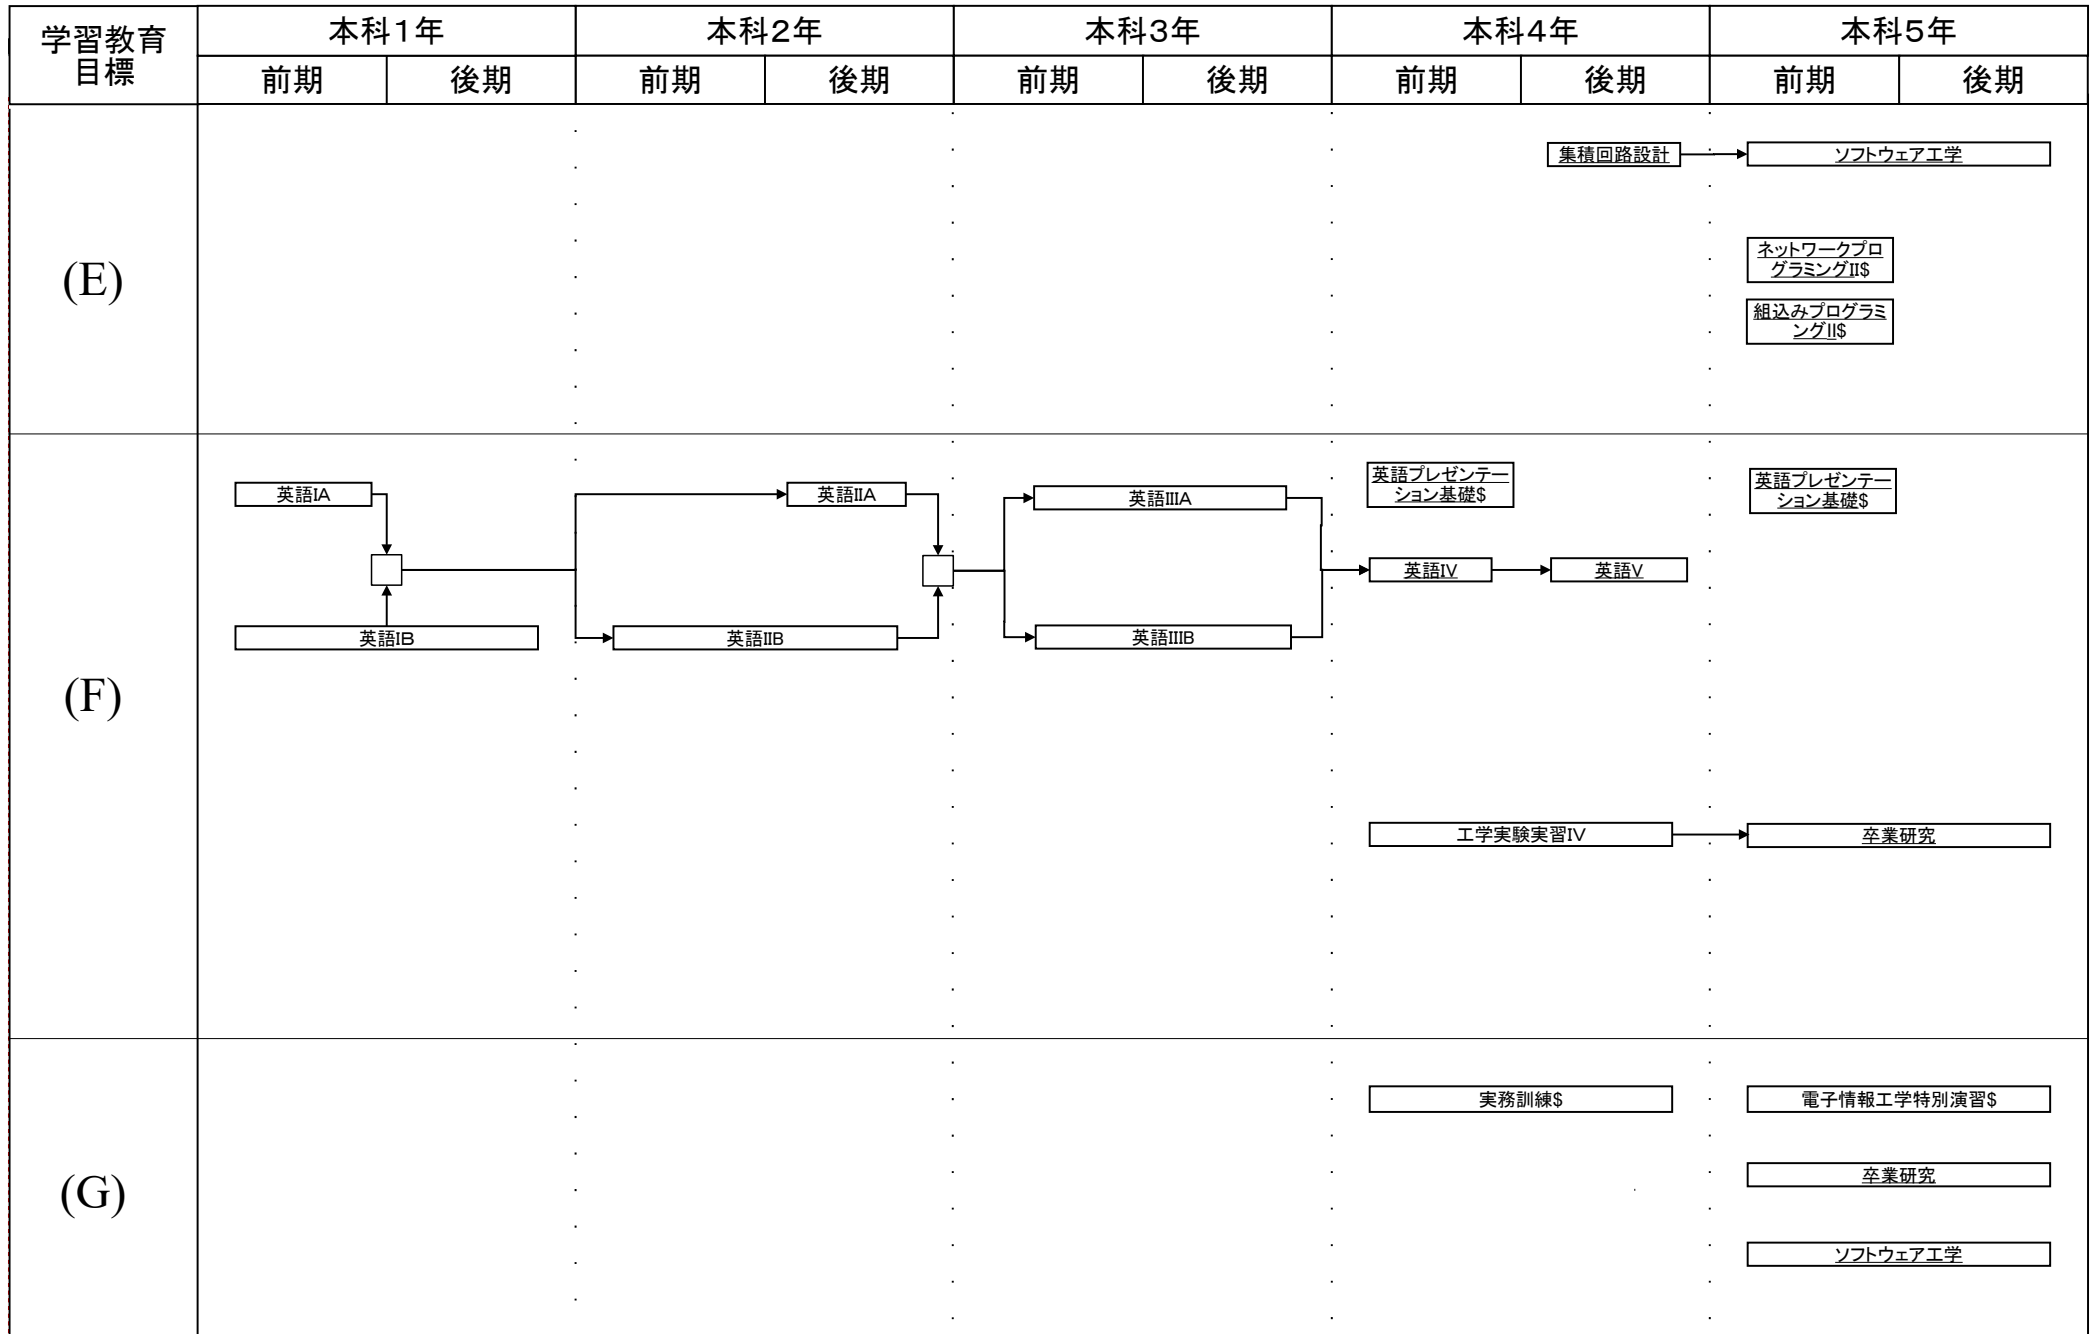 学習教育
目標
本科1年
本科2年
本科3年
本科4年
本科5年
前期
後期
前期
後期
前期
後期
前期
後期
前期
後期
(E)
集積回路設計
ソフトウェア工学
ネットワークプロ
グラミングII$
組込みプログラミ
ングII$
(F)
英語IA
英語IIA
英語IIIA
英語プレゼンテー
ション基礎$
英語プレゼンテー
ション基礎$
英語IV
英語V
英語IB
英語IIB
英語IIIB
工学実験実習IV
卒業研究
(G)
実務訓練$
電子情報工学特別演習$
卒業研究
ソフトウェア工学